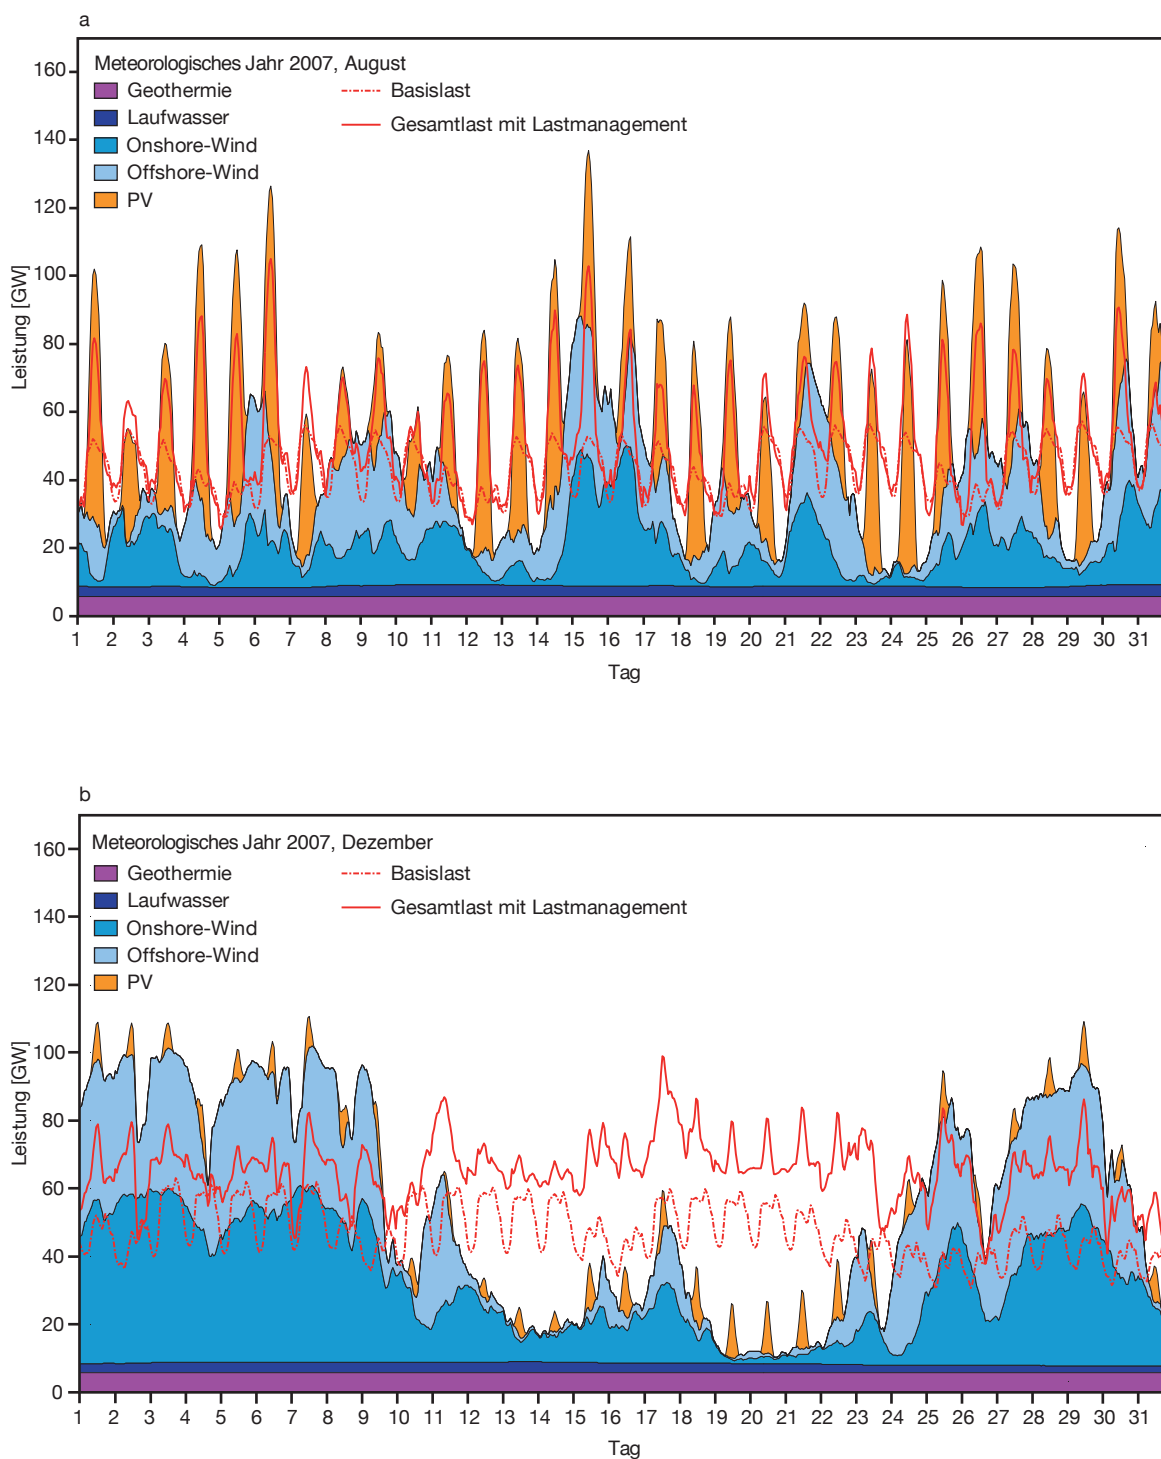 a
Meteorologisches Jahr 2007, August
Geothermie
Laufwasser
Onshore-Wind
Offshore-Wind
PV
Basislast
Gesamtlast mit Lastmanagement
Leistung [GW]
160
140
120
100
80
60
40
20
0
1 2 3 4 5 6 7 8 9 10 11 12 13 14 15 16 17 18 19 20 21 22 23 24 25 26 27 28 29 30 31
Tag
b
Meteorologisches Jahr 2007, Dezember
Geothermie
Laufwasser
Onshore-Wind
Offshore-Wind
PV
Basislast
Gesamtlast mit Lastmanagement
Leistung [GW]
160
140
120
100
80
60
40
20
0
1 2 3 4 5 6 7 8 9 10 11 12 13 14 15 16 17 18 19 20 21 22 23 24 25 26 27 28 29 30 31
Tag